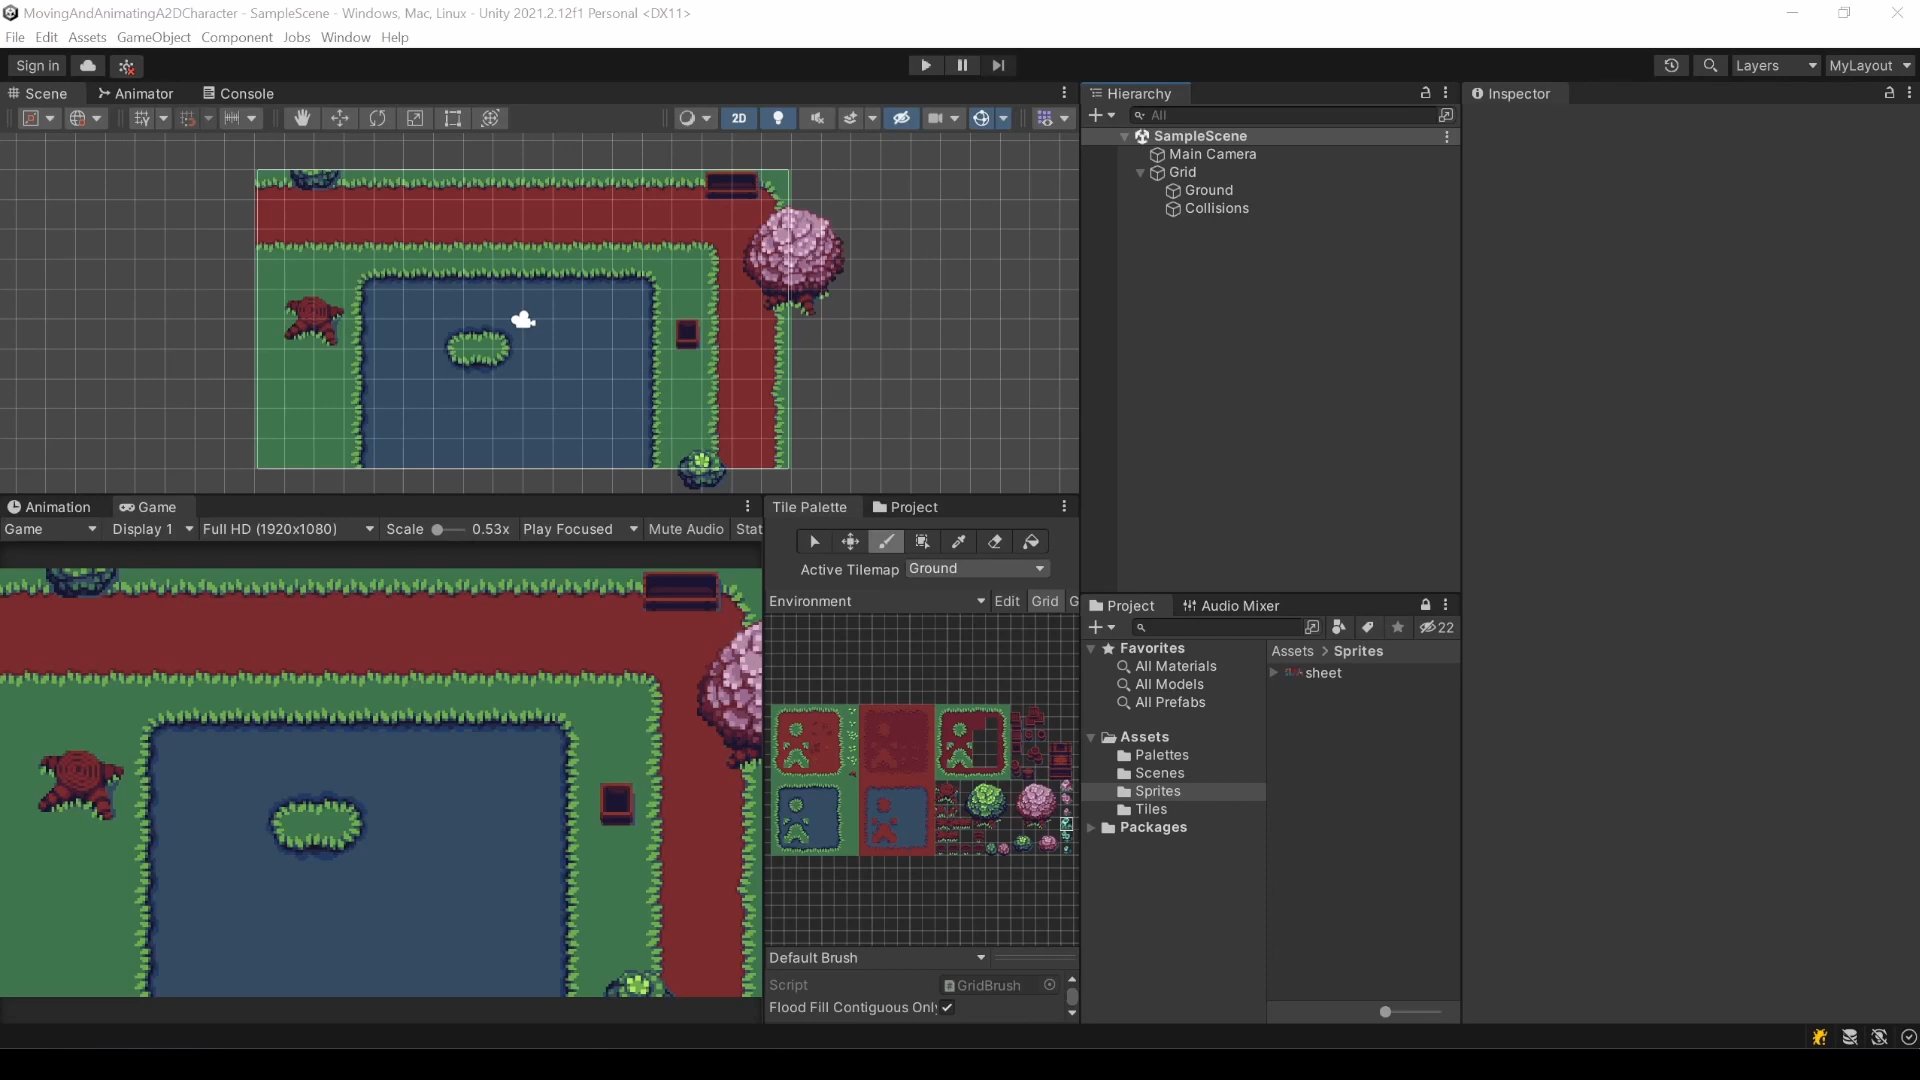 MovingAndAnimatingA2DCharacter - SampleScene - Windows, Mac, Linux - Unity 2021.2.12f1 Personal <DX11>
File Edit Assets GameObject Component Jobs Window Help
Sign in
Layers MyLayout
Scene Animator Console
2D
Hierarchy
All
SampleScene
Main Camera
Grid
Ground
Collisions
Inspector
Animation Game
Game Display 1 Full HD (1920x1080) Scale 0.53x Play Focused Mute Audio Stat
Tile Palette Project
Active Tilemap Ground
Environment Edit Grid G
Default Brush
Script GridBrush
Flood Fill Contiguous Onl
Project Audio Mixer
22
Favorites
All Materials
All Models
All Prefabs
Assets
Palettes
Scenes
Sprites
Tiles
Packages
Assets > Sprites
sheet